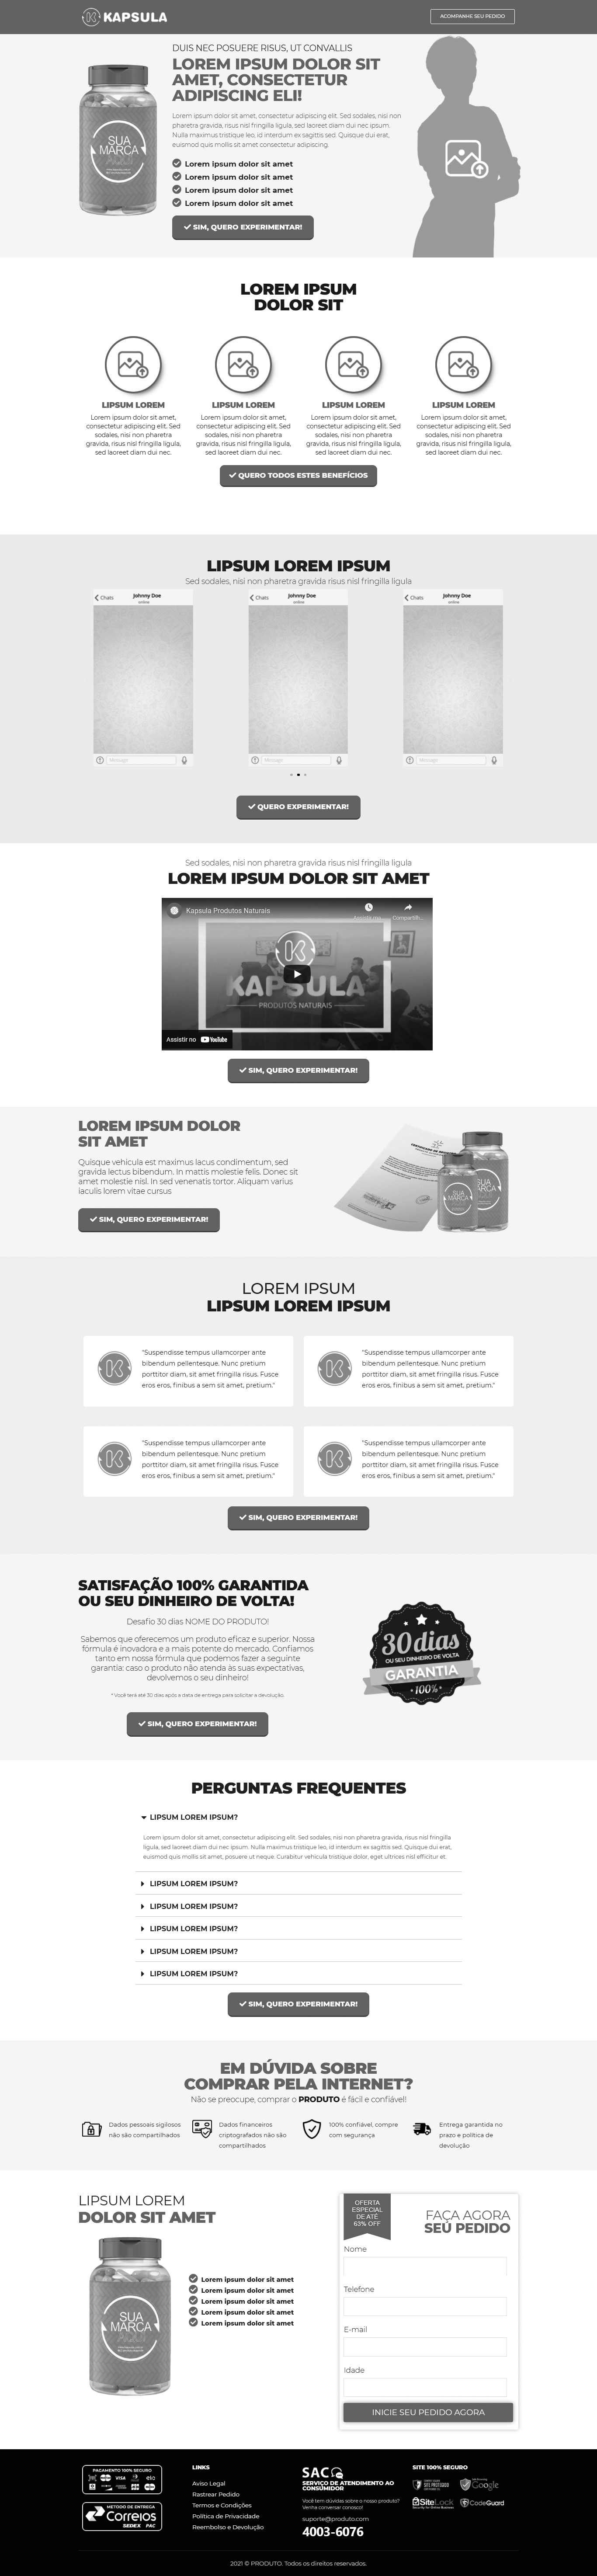 KAPSULA
ACOMPANHE SEU PEDIDO
DUIS NEC POSUERE RISUS, UT CONVALLIS
LOREM IPSUM DOLOR SIT
AMET, CONSECTETUR
ADIPISCING ELI!
Lorem ipsum dolor sit amet, consectetur adipiscing elit. Sed sodales, nisi non
pharetra gravida, risus nisl fringilla ligula, sed laoreet diam dui nec ipsum.
Nulla maximus tristique leo, id interdum ex sagittis sed. Quisque dui erat,
euismod quis mollis sit amet consectetur adipiscing.
SUA
MARCA
AQUI
Lorem ipsum dolor sit amet
Lorem ipsum dolor sit amet
Lorem ipsum dolor sit amet
Lorem ipsum dolor sit amet
SIM, QUERO EXPERIMENTAR!
LOREM IPSUM
DOLOR SIT
LIPSUM LOREM
Lorem ipsum dolor sit amet,
consectetur adipiscing elit. Sed
sodales, nisi non pharetra
gravida, risus nisl fringilla ligula,
sed laoreet diam dui nec.
LIPSUM LOREM
Lorem ipsum dolor sit amet,
consectetur adipiscing elit. Sed
sodales, nisi non pharetra
gravida, risus nisl fringilla ligula,
sed laoreet diam dui nec.
LIPSUM LOREM
Lorem ipsum dolor sit amet,
consectetur adipiscing elit. Sed
sodales, nisi non pharetra
gravida, risus nisl fringilla ligula,
sed laoreet diam dui nec.
LIPSUM LOREM
Lorem ipsum dolor sit amet,
consectetur adipiscing elit. Sed
sodales, nisi non pharetra
gravida, risus nisl fringilla ligula,
sed laoreet diam dui nec.
QUERO TODOS ESTES BENEFÍCIOS
LIPSUM LOREM IPSUM
Sed sodales, nisi non pharetra gravida risus nisl fringilla ligula
Chats Johnny Doe
online
Message
Chats Johnny Doe
online
Message
Chats Johnny Doe
online
Message
QUERO EXPERIMENTAR!
Sed sodales, nisi non pharetra gravida risus nisl fringilla ligula
LOREM IPSUM DOLOR SIT AMET
Kapsula Produtos Naturais
Assistir ma... Compartilh...
KAPSULA
PRODUTOS NATURAIS
Assistir no YouTube
SIM, QUERO EXPERIMENTAR!
LOREM IPSUM DOLOR
SIT AMET
Quisque vehicula est maximus lacus condimentum, sed
gravida lectus bibendum. In mattis molestie felis. Donec sit
amet molestie nisl. In sed venenatis tortor. Aliquam varius
iaculis lorem vitae cursus
SIM, QUERO EXPERIMENTAR!
SUA
MARCA
SUA
MARCA
LOREM IPSUM
LIPSUM LOREM IPSUM
"Suspendisse tempus ullamcorper ante
bibendum pellentesque. Nunc pretium
porttitor diam, sit amet fringilla risus. Fusce
eros eros, finibus a sem sit amet, pretium."
"Suspendisse tempus ullamcorper ante
bibendum pellentesque. Nunc pretium
porttitor diam, sit amet fringilla risus. Fusce
eros eros, finibus a sem sit amet, pretium."
"Suspendisse tempus ullamcorper ante
bibendum pellentesque. Nunc pretium
porttitor diam, sit amet fringilla risus. Fusce
eros eros, finibus a sem sit amet, pretium."
"Suspendisse tempus ullamcorper ante
bibendum pellentesque. Nunc pretium
porttitor diam, sit amet fringilla risus. Fusce
eros eros, finibus a sem sit amet, pretium."
SIM, QUERO EXPERIMENTAR!
SATISFAÇÃO 100% GARANTIDA
OU SEU DINHEIRO DE VOLTA!
Desafio 30 dias NOME DO PRODUTO!
Sabemos que oferecemos um produto eficaz e superior. Nossa
fórmula é inovadora e a mais potente do mercado. Confiamos
tanto em nossa fórmula que podemos fazer a seguinte
garantia: caso o produto não atenda às suas expectativas,
devolvemos o seu dinheiro!
* Você terá até 30 dias após a data de entrega para solicitar a devolução.
SIM, QUERO EXPERIMENTAR!
30 dias
OU SEU DINHEIRO DE VOLTA
GARANTIA
100%
PERGUNTAS FREQUENTES
LIPSUM LOREM IPSUM?
Lorem ipsum dolor sit amet, consectetur adipiscing elit. Sed sodales, nisi non pharetra gravida, risus nisl fringilla
ligula, sed laoreet diam dui nec ipsum. Nulla maximus tristique leo, id interdum ex sagittis sed. Quisque dui erat,
euismod quis mollis sit amet, posuere ut neque. Curabitur vehicula tristique dolor, eget ultrices nisl efficitur et.
LIPSUM LOREM IPSUM?
LIPSUM LOREM IPSUM?
LIPSUM LOREM IPSUM?
LIPSUM LOREM IPSUM?
LIPSUM LOREM IPSUM?
SIM, QUERO EXPERIMENTAR!
EM DÚVIDA SOBRE
COMPRAR PELA INTERNET?
Não se preocupe, comprar o PRODUTO é fácil e confiável!
Dados pessoais sigilosos
não são compartilhados
Dados financeiros
criptografados não são
compartilhados
100% confiável, compre
com segurança
Entrega garantida no
prazo e política de
devolução
LIPSUM LOREM
DOLOR SIT AMET
SUA
MARCA
AQUI
Lorem ipsum dolor sit amet
Lorem ipsum dolor sit amet
Lorem ipsum dolor sit amet
Lorem ipsum dolor sit amet
Lorem ipsum dolor sit amet
OFERTA
ESPECIAL
DE ATÉ
63% OFF
FAÇA AGORA
SEU PEDIDO
Nome
Telefone
E-mail
Idade
INICIE SEU PEDIDO AGORA
PAGAMENTO 100% SEGURO
VISA
elo
MÉTODO DE ENTREGA
Correios
SEDEX PAC
LINKS
Aviso Legal
Rastrear Pedido
Termos e Condições
Política de Privacidade
Reembolso e Devolução
SAC
SERVIÇO DE ATENDIMENTO AO
CONSUMIDOR
Você tem dúvidas sobre o nosso produto?
Venha conversar conosco!
suporte@produto.com
4003-6076
SITE 100% SEGURO
SITE PROTEGIDO
Google
SiteLock
CodeGuard
2021 © PRODUTO. Todos os direitos reservados.